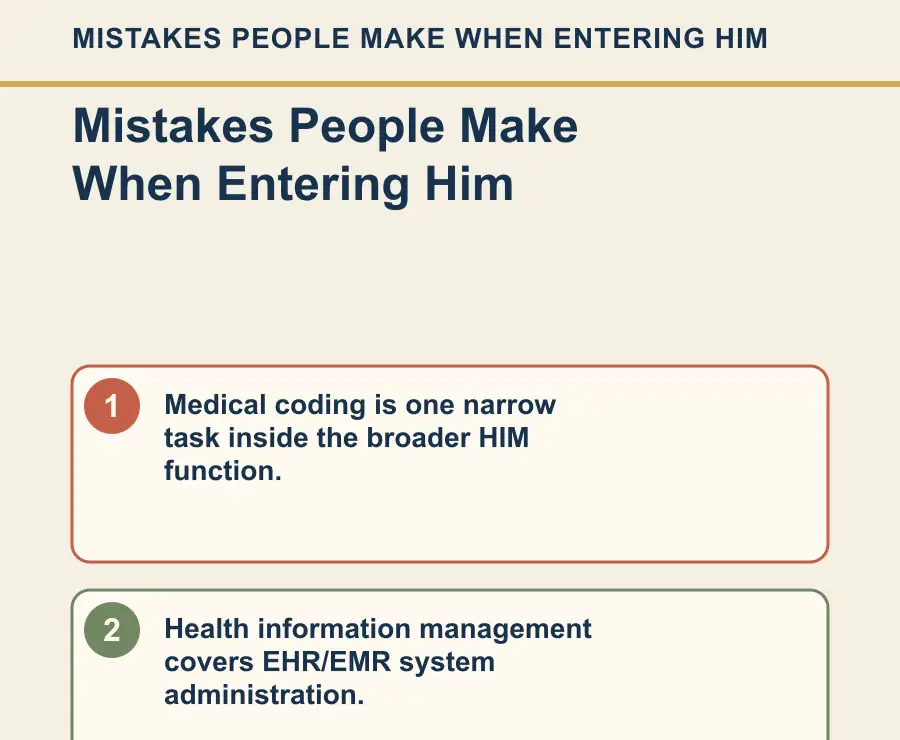 MISTAKES PEOPLE MAKE WHEN ENTERING HIM
Mistakes People Make
When Entering Him
1
Medical coding is one narrow
task inside the broader HIM
function.
2
Health information management
covers EHR/EMR system
administration.